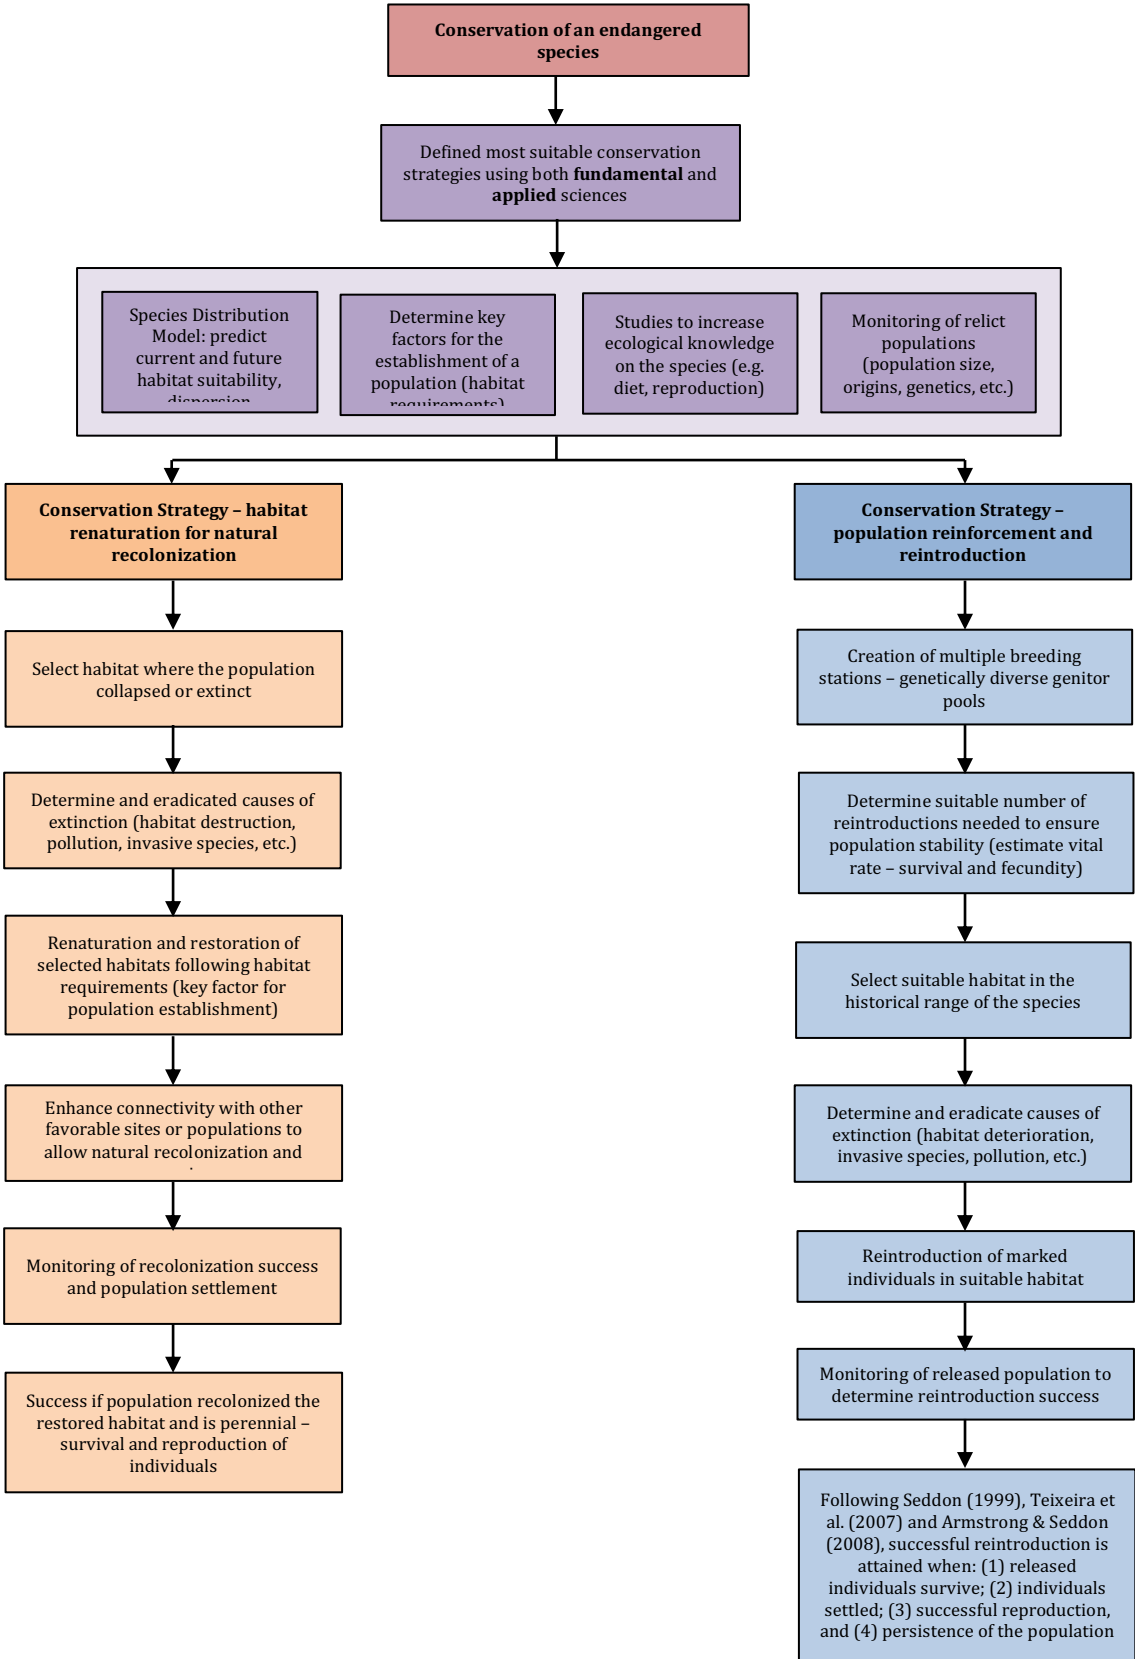 Conservation of an endangered
species
Defined most suitable conservation
strategies using both fundamental and
applied sciences
Species Distribution
Model: predict
current and future
habitat suitability,
dispersion
Determine key
factors for the
establishment of a
population (habitat
requirements)
Studies to increase
ecological knowledge
on the species (e.g.
diet, reproduction)
Monitoring of relict
populations
(population size,
origins, genetics, etc.)
Conservation Strategy – habitat
renaturation for natural
recolonization
Select habitat where the population
collapsed or extinct
Determine and eradicated causes of
extinction (habitat destruction,
pollution, invasive species, etc.)
Renaturation and restoration of
selected habitats following habitat
requirements (key factor for
population establishment)
Enhance connectivity with other
favorable sites or populations to
allow natural recolonization and
Monitoring of recolonization success
and population settlement
Success if population recolonized the
restored habitat and is perennial –
survival and reproduction of
individuals
Conservation Strategy –
population reinforcement and
reintroduction
Creation of multiple breeding
stations – genetically diverse genitor
pools
Determine suitable number of
reintroductions needed to ensure
population stability (estimate vital
rate – survival and fecundity)
Select suitable habitat in the
historical range of the species
Determine and eradicate causes of
extinction (habitat deterioration,
invasive species, pollution, etc.)
Reintroduction of marked
individuals in suitable habitat
Monitoring of released population to
determine reintroduction success
Following Seddon (1999), Teixeira et
al. (2007) and Armstrong & Seddon
(2008), successful reintroduction is
attained when: (1) released
individuals survive; (2) individuals
settled; (3) successful reproduction,
and (4) persistence of the population